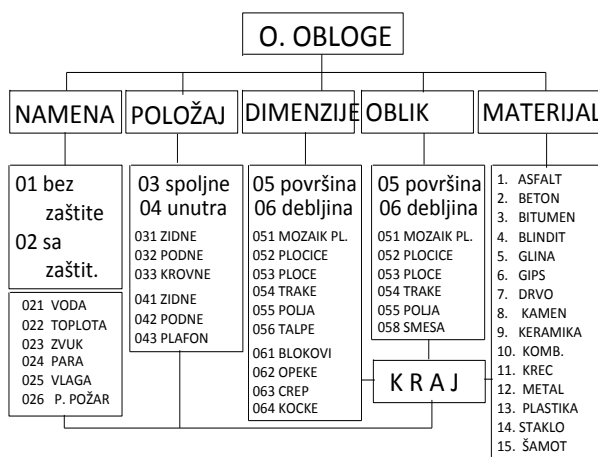 O. OBLOGE
NAMENA
01 bez
zaštite
02 sa
zaštit.
021 VODA
022 TOPLOTA
023 ZVUK
024 PARA
025 VLAGA
026 P. POŽAR
POLOŽAJ
03 spoljne
04 unutra
031 ZIDNE
032 PODNE
033 KROVNE
041 ZIDNE
042 PODNE
043 PLAFON
DIMENZIJE
05 površina
06 debljina
051 MOZAIK PL.
052 PLOCICE
053 PLOCE
054 TRAKE
055 POLJA
056 TALPE
061 BLOKOVI
062 OPEKE
063 CREP
064 KOCKE
OBLIK
05 površina
06 debljina
051 MOZAIK PL.
052 PLOCICE
053 PLOCE
054 TRAKE
055 POLJA
058 SMESA
K R A J
MATERIJAL
1. ASFALT
2. BETON
3. BITUMEN
4. BLINDIT
5. GLINA
6. GIPS
7. DRVO
8. KAMEN
9. KERAMIKA
10. KOMB.
11. KREC
12. METAL
13. PLASTIKA
14. STAKLO
15. ŠAMOT